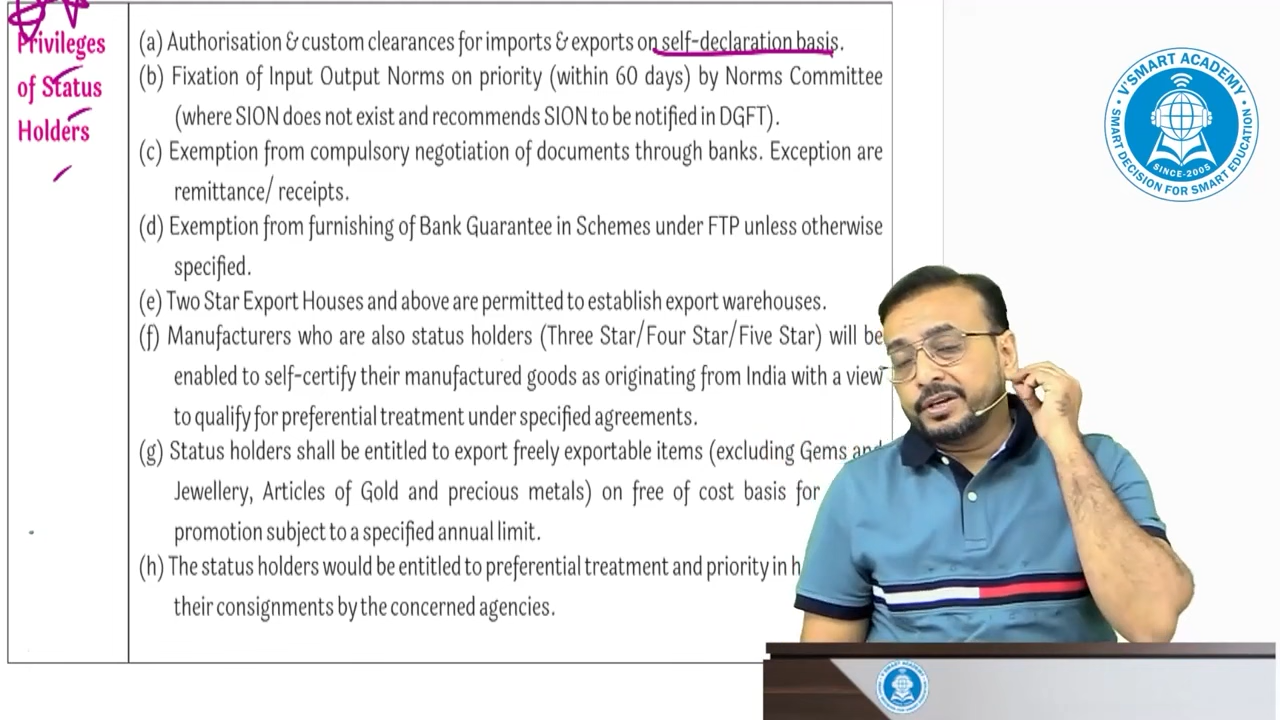 Privileges
of Status
Holders
(a) Authorisation & custom clearances for imports & exports on self-declaration basis.
(b) Fixation of Input Output Norms on priority (within 60 days) by Norms Committee
(where SION does not exist and recommends SION to be notified in DGFT).
(c) Exemption from compulsory negotiation of documents through banks. Exception are
remittance/ receipts.
(d) Exemption from furnishing of Bank Guarantee in Schemes under FTP unless otherwise
specified.
(e) Two Star Export Houses and above are permitted to establish export warehouses.
(f) Manufacturers who are also status holders (Three Star/Four Star/Five Star) will be
enabled to self-certify their manufactured goods as originating from India with a view
to qualify for preferential treatment under specified agreements.
(g) Status holders shall be entitled to export freely exportable items (excluding Gems and
Jewellery, Articles of Gold and precious metals) on free of cost basis for
promotion subject to a specified annual limit.
(h) The status holders would be entitled to preferential treatment and priority in
their consignments by the concerned agencies.
V'SMART ACADEMY
SINCE-2005
SMART DECISION FOR SMART EDUCATION
V'SMART ACADEMY